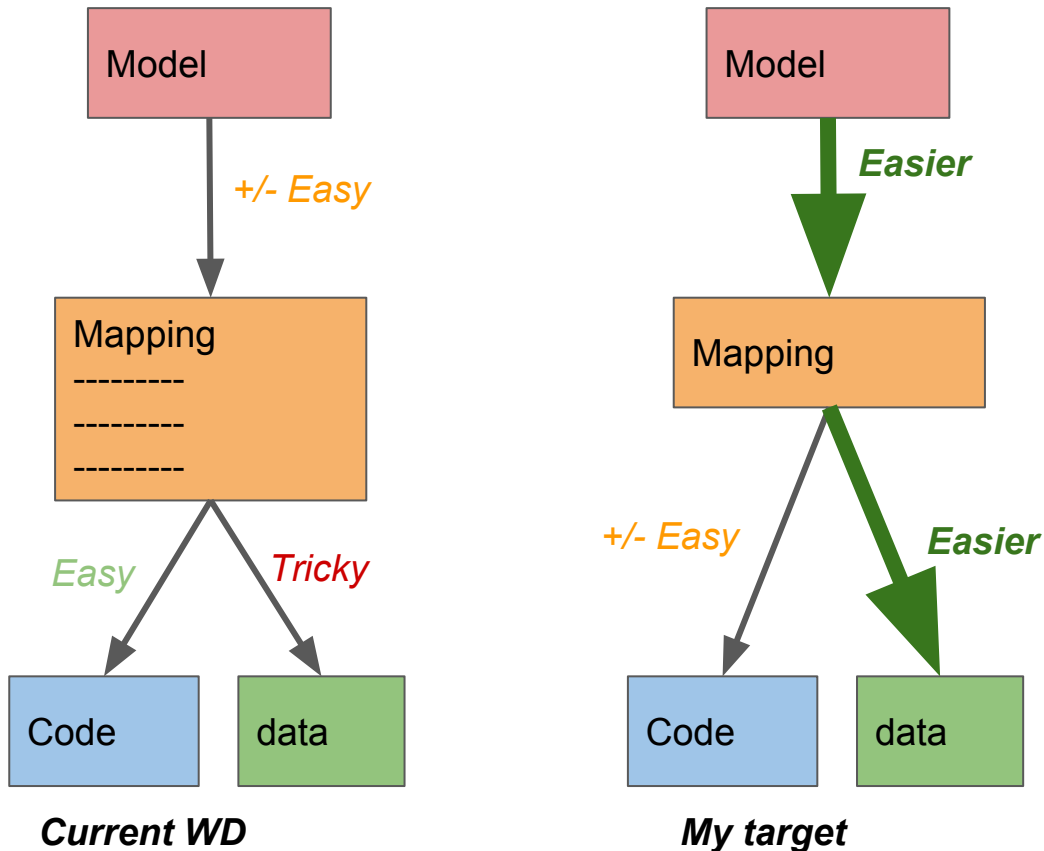 Model
Model
+/- Easy
Easier
Mapping
---------
---------
---------
Mapping
Easy
Tricky
+/- Easy
Easier
Code
data
Code
data
Current WD
My target